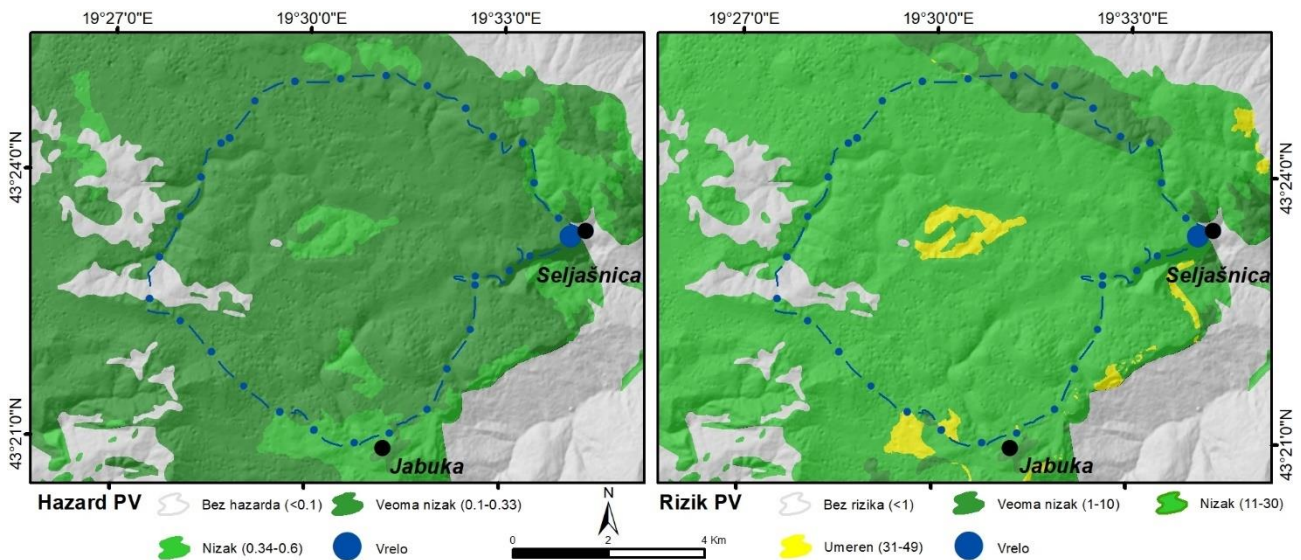 19°27'0"E 19°30'0"E 19°33'0"E 19°27'0"E 19°30'0"E 19°33'0"E
43°24'0"N 43°24'0"N
Seljašnica Seljašnica
43°21'0"N 43°21'0"N
Jabuka Jabuka
Hazard PV Bez hazarda (<0.1) Veoma nizak (0.1-0.33) N Rizik PV Bez rizika (<1) Veoma nizak (1-10) Nizak (11-30)
Nizak (0.34-0.6) Vrelo 0 2 4 Km Umeren (31-49) Vrelo